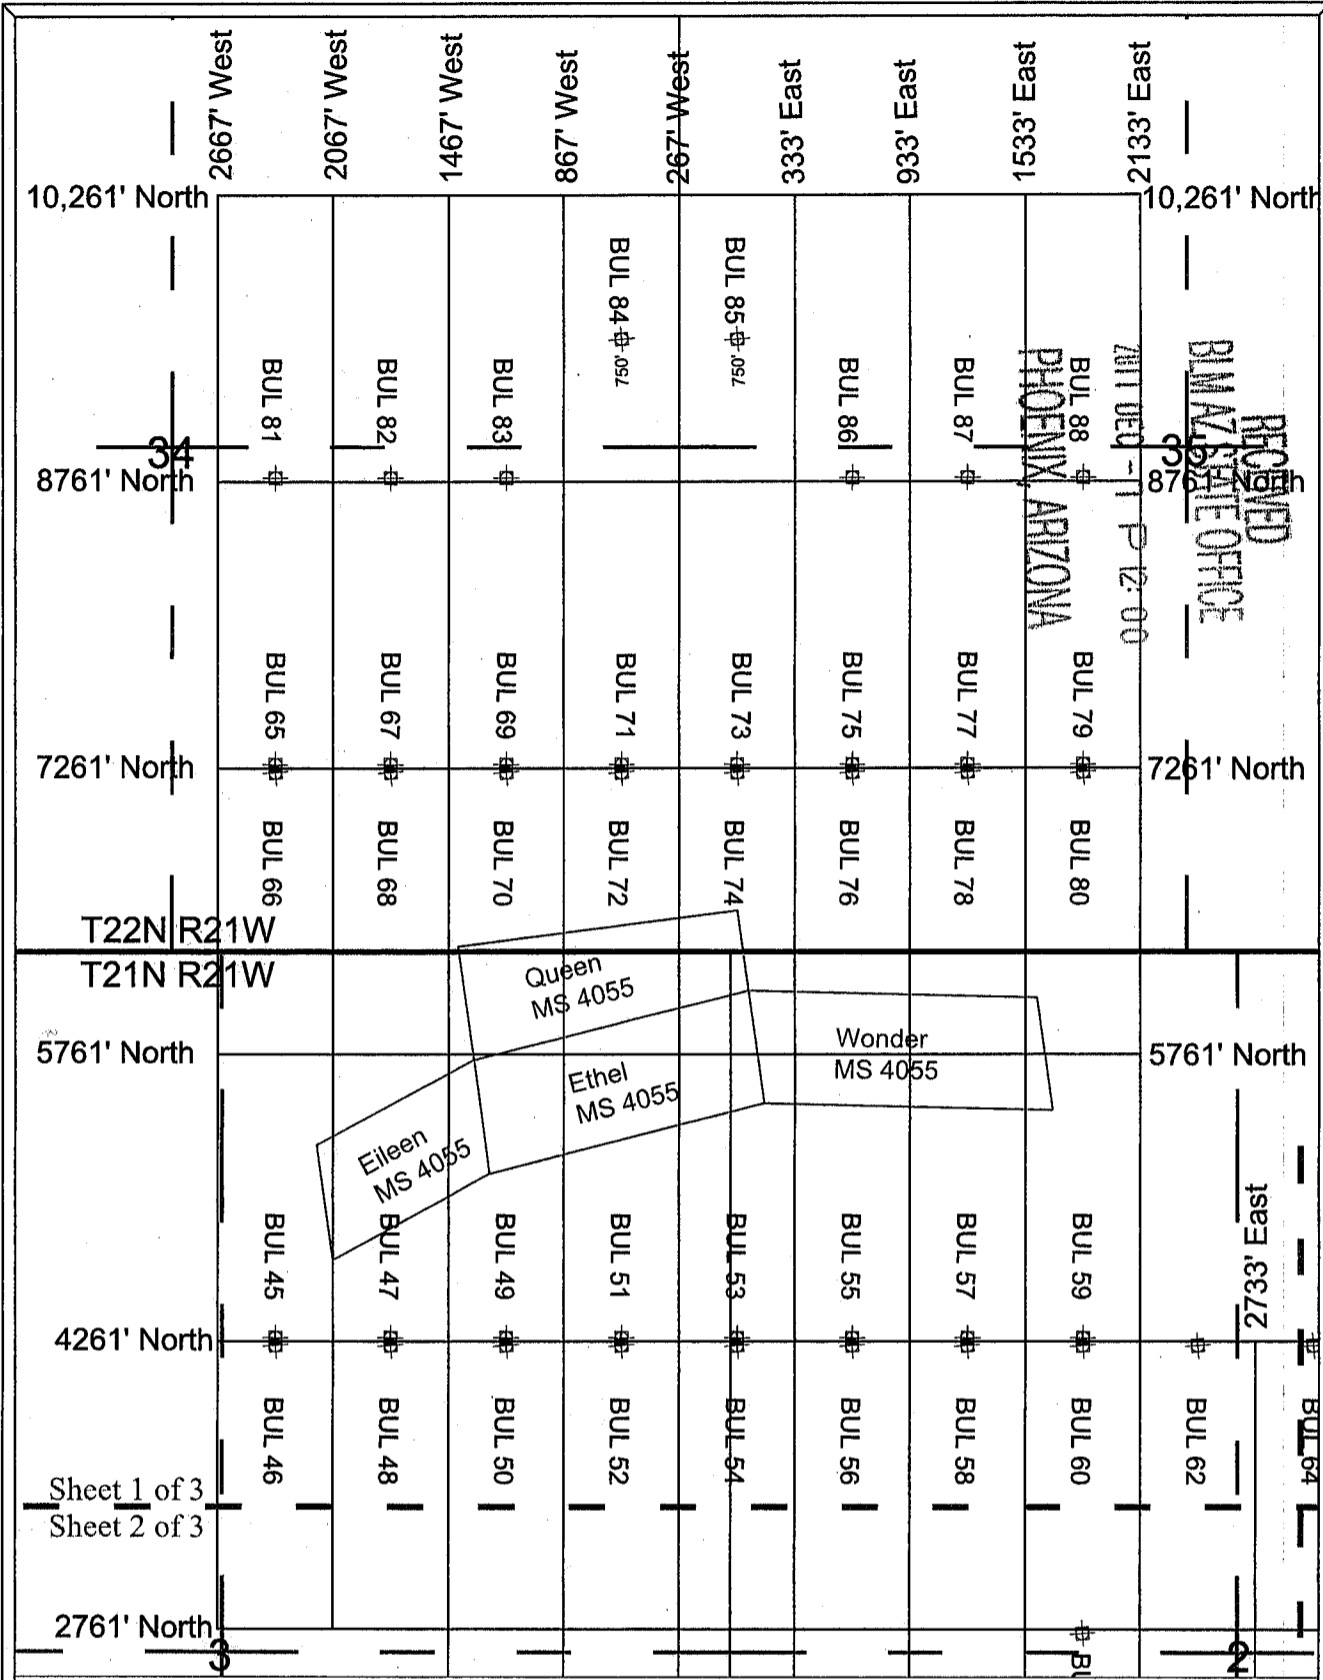 2667' West
2067' West
1467' West
867' West
267' West
333' East
933' East
1533' East
2133' East
10,261' North
10,261' North
BUL 84
750'
BUL 85
750'
BUL 81
BUL 82
BUL 83
BUL 86
BUL 87
BUL 88
RECEIVED
BLM AZ STATE OFFICE
2011 DEC -1 P 12:00
PHOENIX, ARIZONA
34
35
8761' North
8761' North
BUL 65
BUL 67
BUL 69
BUL 71
BUL 73
BUL 75
BUL 77
BUL 79
7261' North
7261' North
BUL 66
BUL 68
BUL 70
BUL 72
BUL 74
BUL 76
BUL 78
BUL 80
T22N R21W
T21N R21W
Queen
MS 4055
5761' North
5761' North
Wonder
MS 4055
Ethel
MS 4055
Eileen
MS 4055
BUL 45
BUL 47
BUL 49
BUL 51
BUL 53
BUL 55
BUL 57
BUL 59
2733' East
4261' North
BUL 46
BUL 48
BUL 50
BUL 52
BUL 54
BUL 56
BUL 58
BUL 60
BUL 62
BUL 64
Sheet 1 of 3
Sheet 2 of 3
2761' North
3
2